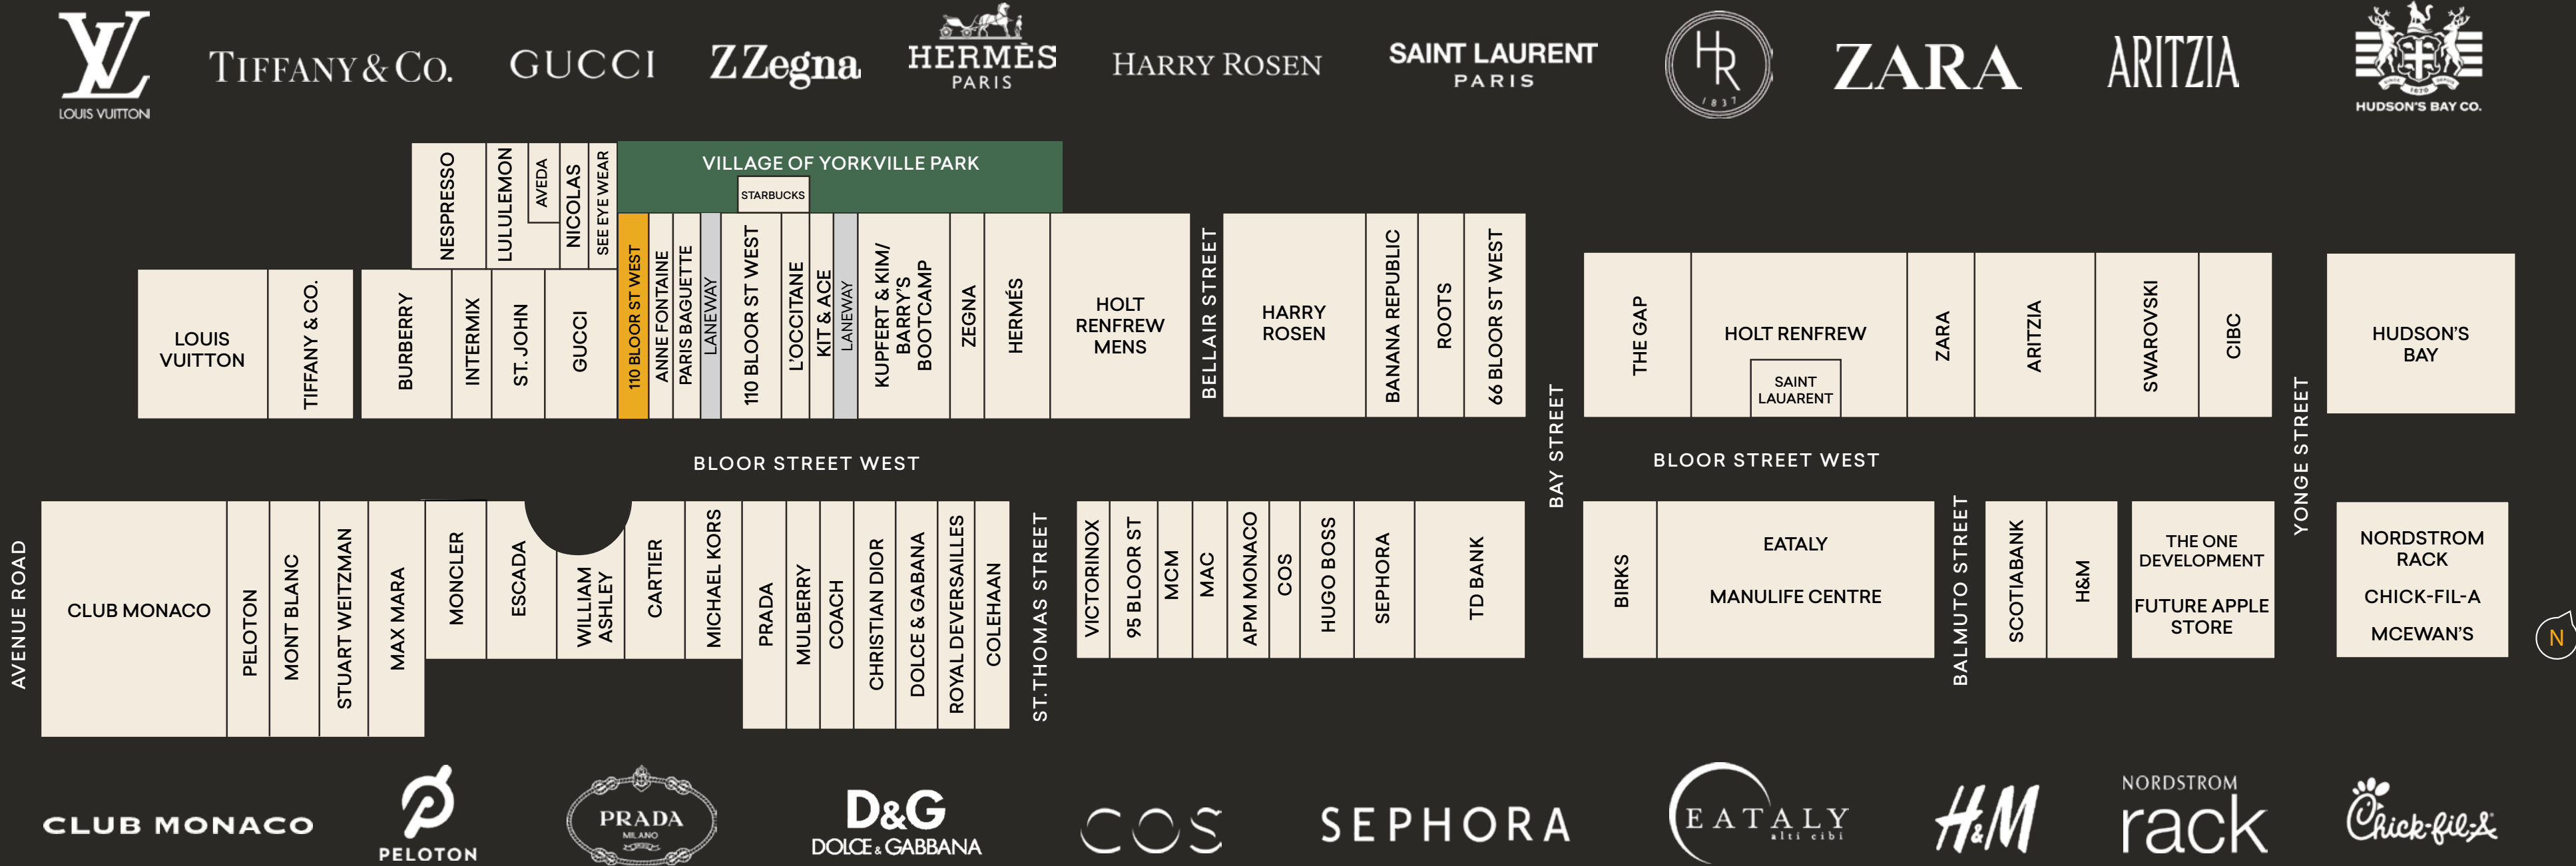 LV
LOUIS VUITTON
TIFFANY & CO.
GUCCI
ZZegna
HERMÈS
PARIS
HARRY ROSEN
SAINT LAURENT
PARIS
HR
1837
ZARA
ARITZIA
HUDSON'S BAY CO.
NESPRESSO
LULULEMON
AVEDA
NICOLAS
SEE EYE WEAR
VILLAGE OF YORKVILLE PARK
STARBUCKS
LOUIS
VUITTON
TIFFANY & CO.
BURBERRY
INTERMIX
ST. JOHN
GUCCI
110 BLOOR ST WEST
ANNE FONTAINE
PARIS BAGUETTE
LANEWAY
110 BLOOR ST WEST
L'OCCITANE
KIT & ACE
LANEWAY
KUPFERT & KIM/
BARRY'S
BOOTCAMP
ZEGNA
HERMÉS
HOLT
RENFREW
MENS
BELLAIR STREET
HARRY
ROSEN
BANANA REPUBLIC
ROOTS
66 BLOOR ST WEST
BAY STREET
THE GAP
HOLT RENFREW
SAINT
LAUARENT
ZARA
ARITZIA
SWAROVSKI
CIBC
YONGE STREET
HUDSON'S
BAY
BLOOR STREET WEST
BLOOR STREET WEST
AVENUE ROAD
CLUB MONACO
PELOTON
MONT BLANC
STUART WEITZMAN
MAX MARA
MONCLER
ESCADA
WILLIAM
ASHLEY
CARTIER
MICHAEL KORS
PRADA
MULBERRY
COACH
CHRISTIAN DIOR
DOLCE & GABANA
ROYAL DEVERSAILLES
COLEHAAN
ST.THOMAS STREET
VICTORINOX
95 BLOOR ST
MCM
MAC
APM MONACO
COS
HUGO BOSS
SEPHORA
TD BANK
BIRKS
EATALY
MANULIFE CENTRE
BALMUTO STREET
SCOTIABANK
H&M
THE ONE
DEVELOPMENT
FUTURE APPLE
STORE
NORDSTROM
RACK
CHICK-FIL-A
MCEWAN'S
N
CLUB MONACO
PELOTON
PRADA
MILANO
D&G
DOLCE & GABBANA
COS
SEPHORA
EATALY
alti cibi
H&M
NORDSTROM
rack
Chick-fil-A